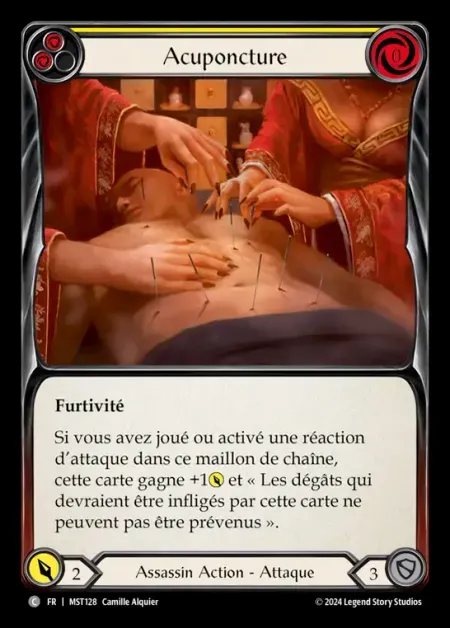 Acuponcture
0
Furtivité
Si vous avez joué ou activé une réaction
d'attaque dans ce maillon de chaîne,
cette carte gagne +1 et « Les dégâts qui
devraient être infligés par cette carte ne
peuvent pas être prévenus ».
2
Assassin Action - Attaque
3
C FR | MST128 Camille Alquier
© 2024 Legend Story Studios